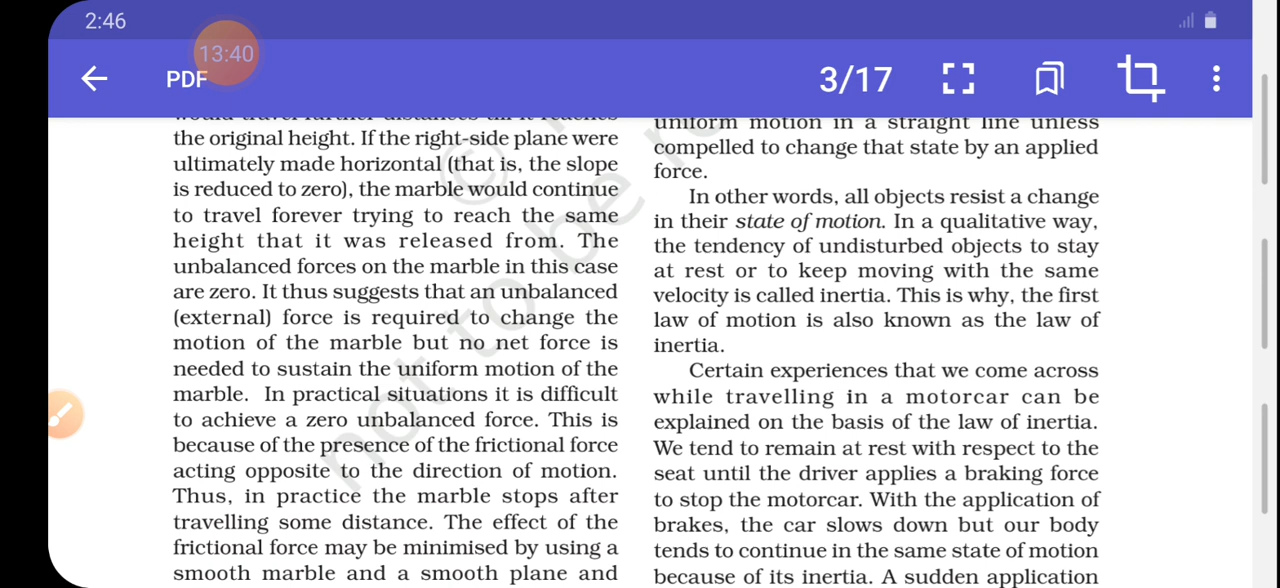 2:46
13:40
PDF
3/17
would travel further distances till it reaches
the original height. If the right-side plane were
ultimately made horizontal (that is, the slope
is reduced to zero), the marble would continue
to travel forever trying to reach the same
height that it was released from. The
unbalanced forces on the marble in this case
are zero. It thus suggests that an unbalanced
(external) force is required to change the
motion of the marble but no net force is
needed to sustain the uniform motion of the
marble. In practical situations it is difficult
to achieve a zero unbalanced force. This is
because of the presence of the frictional force
acting opposite to the direction of motion.
Thus, in practice the marble stops after
travelling some distance. The effect of the
frictional force may be minimised by using a
smooth marble and a smooth plane and
uniform motion in a straight line unless
compelled to change that state by an applied
force.
In other words, all objects resist a change
in their state of motion. In a qualitative way,
the tendency of undisturbed objects to stay
at rest or to keep moving with the same
velocity is called inertia. This is why, the first
law of motion is also known as the law of
inertia.
Certain experiences that we come across
while travelling in a motorcar can be
explained on the basis of the law of inertia.
We tend to remain at rest with respect to the
seat until the driver applies a braking force
to stop the motorcar. With the application of
brakes, the car slows down but our body
tends to continue in the same state of motion
because of its inertia. A sudden application
©
not to be re